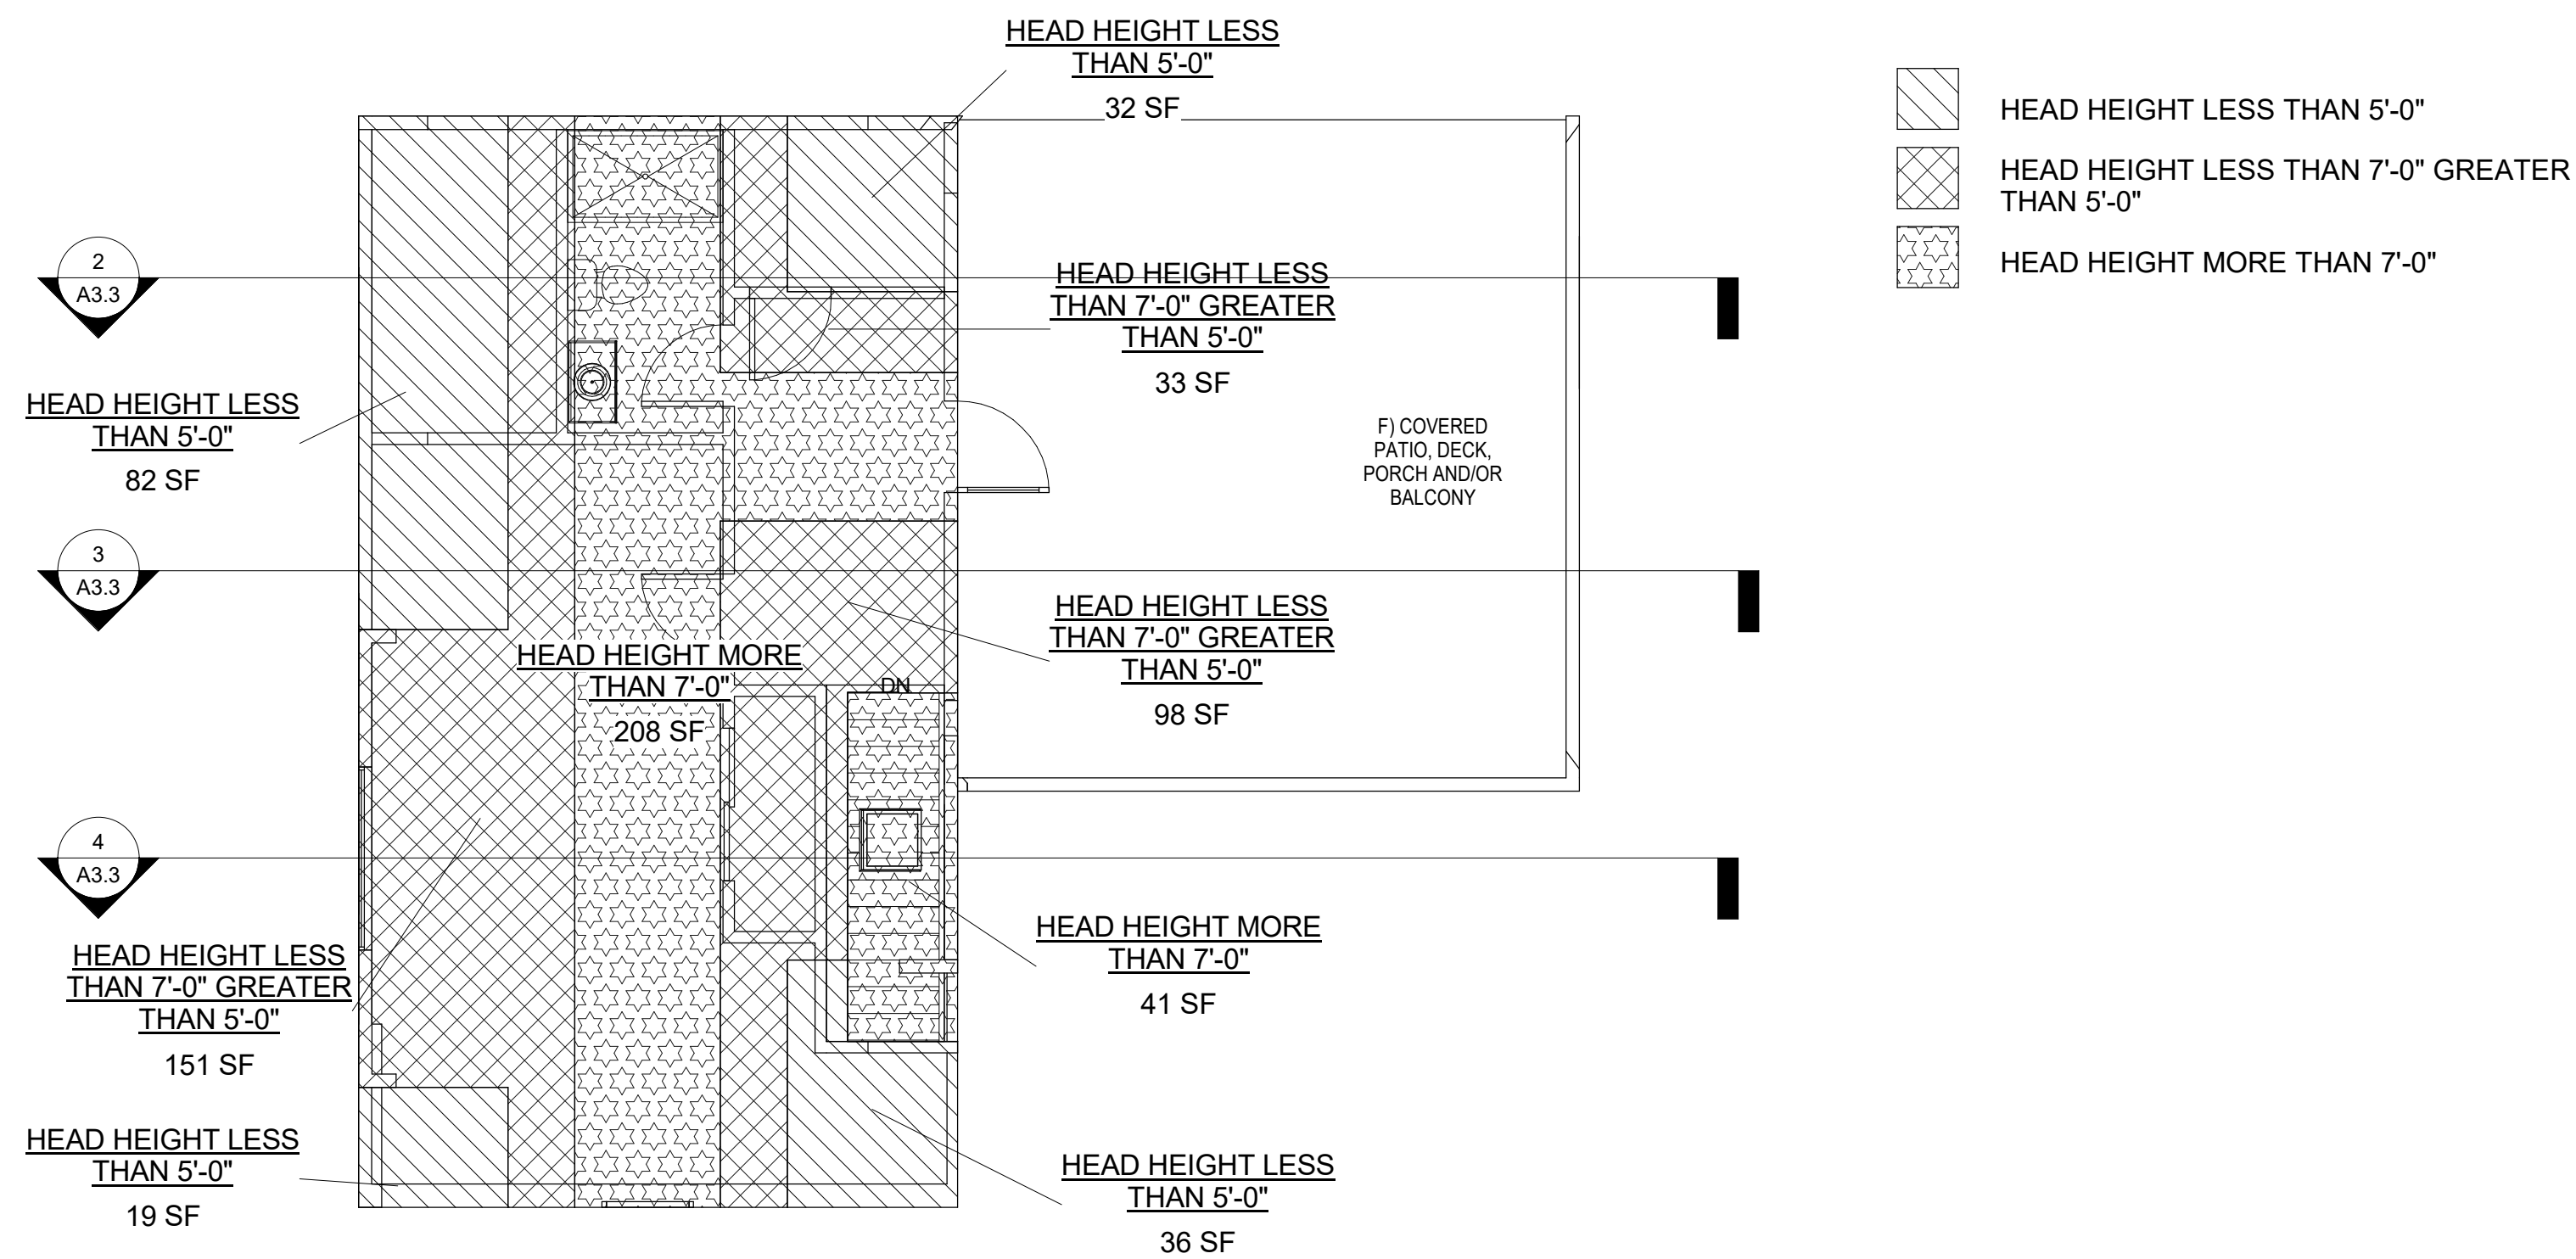 HEAD HEIGHT LESS
THAN 5'-0"
32 SF
HEAD HEIGHT LESS THAN 5'-0"
HEAD HEIGHT LESS THAN 7'-0" GREATER
THAN 5'-0"
HEAD HEIGHT MORE THAN 7'-0"
2
A3.3
HEAD HEIGHT LESS
THAN 7'-0" GREATER
THAN 5'-0"
33 SF
HEAD HEIGHT LESS
THAN 5'-0"
82 SF
F) COVERED
PATIO, DECK,
PORCH AND/OR
BALCONY
3
A3.3
HEAD HEIGHT LESS
THAN 7'-0" GREATER
THAN 5'-0"
98 SF
HEAD HEIGHT MORE
THAN 7'-0"
208 SF
DN
4
A3.3
HEAD HEIGHT MORE
THAN 7'-0"
41 SF
HEAD HEIGHT LESS
THAN 7'-0" GREATER
THAN 5'-0"
151 SF
HEAD HEIGHT LESS
THAN 5'-0"
19 SF
HEAD HEIGHT LESS
THAN 5'-0"
36 SF